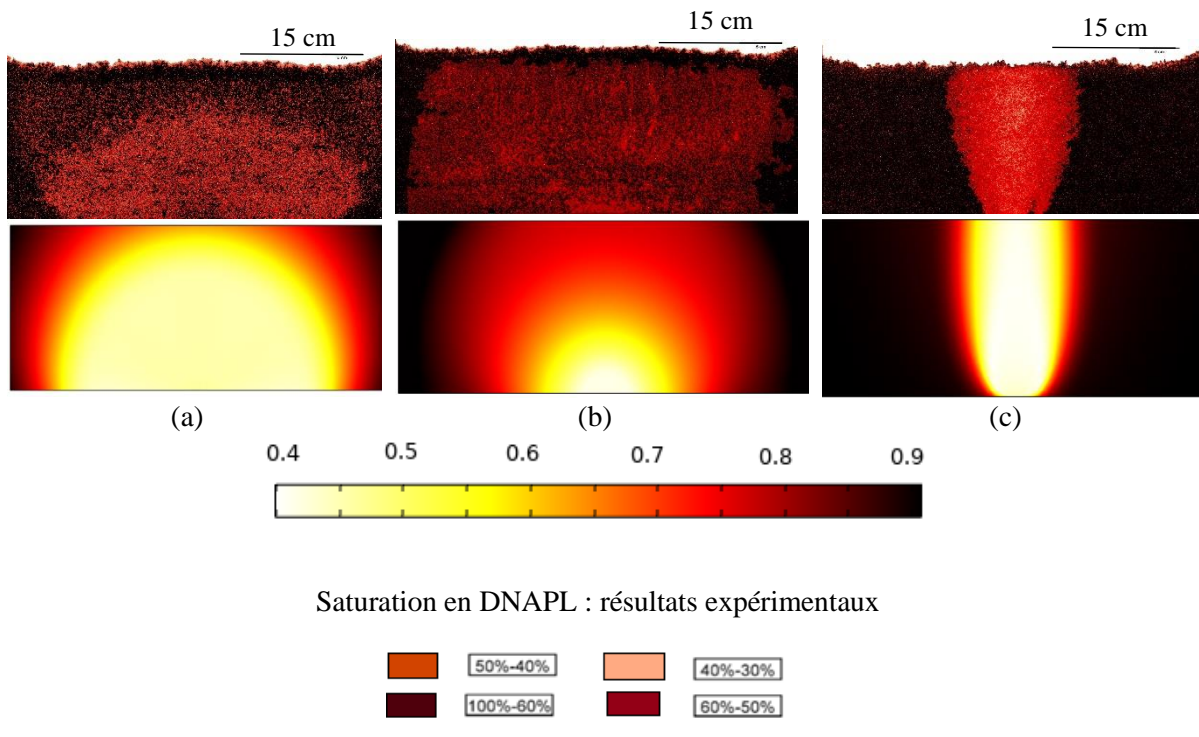 15 cm
15 cm
15 cm
(a)
(b)
(c)
0.4 0.5 0.6 0.7 0.8 0.9
Saturation en DNAPL : résultats expérimentaux
50%-40% 40%-30%
100%-60% 60%-50%